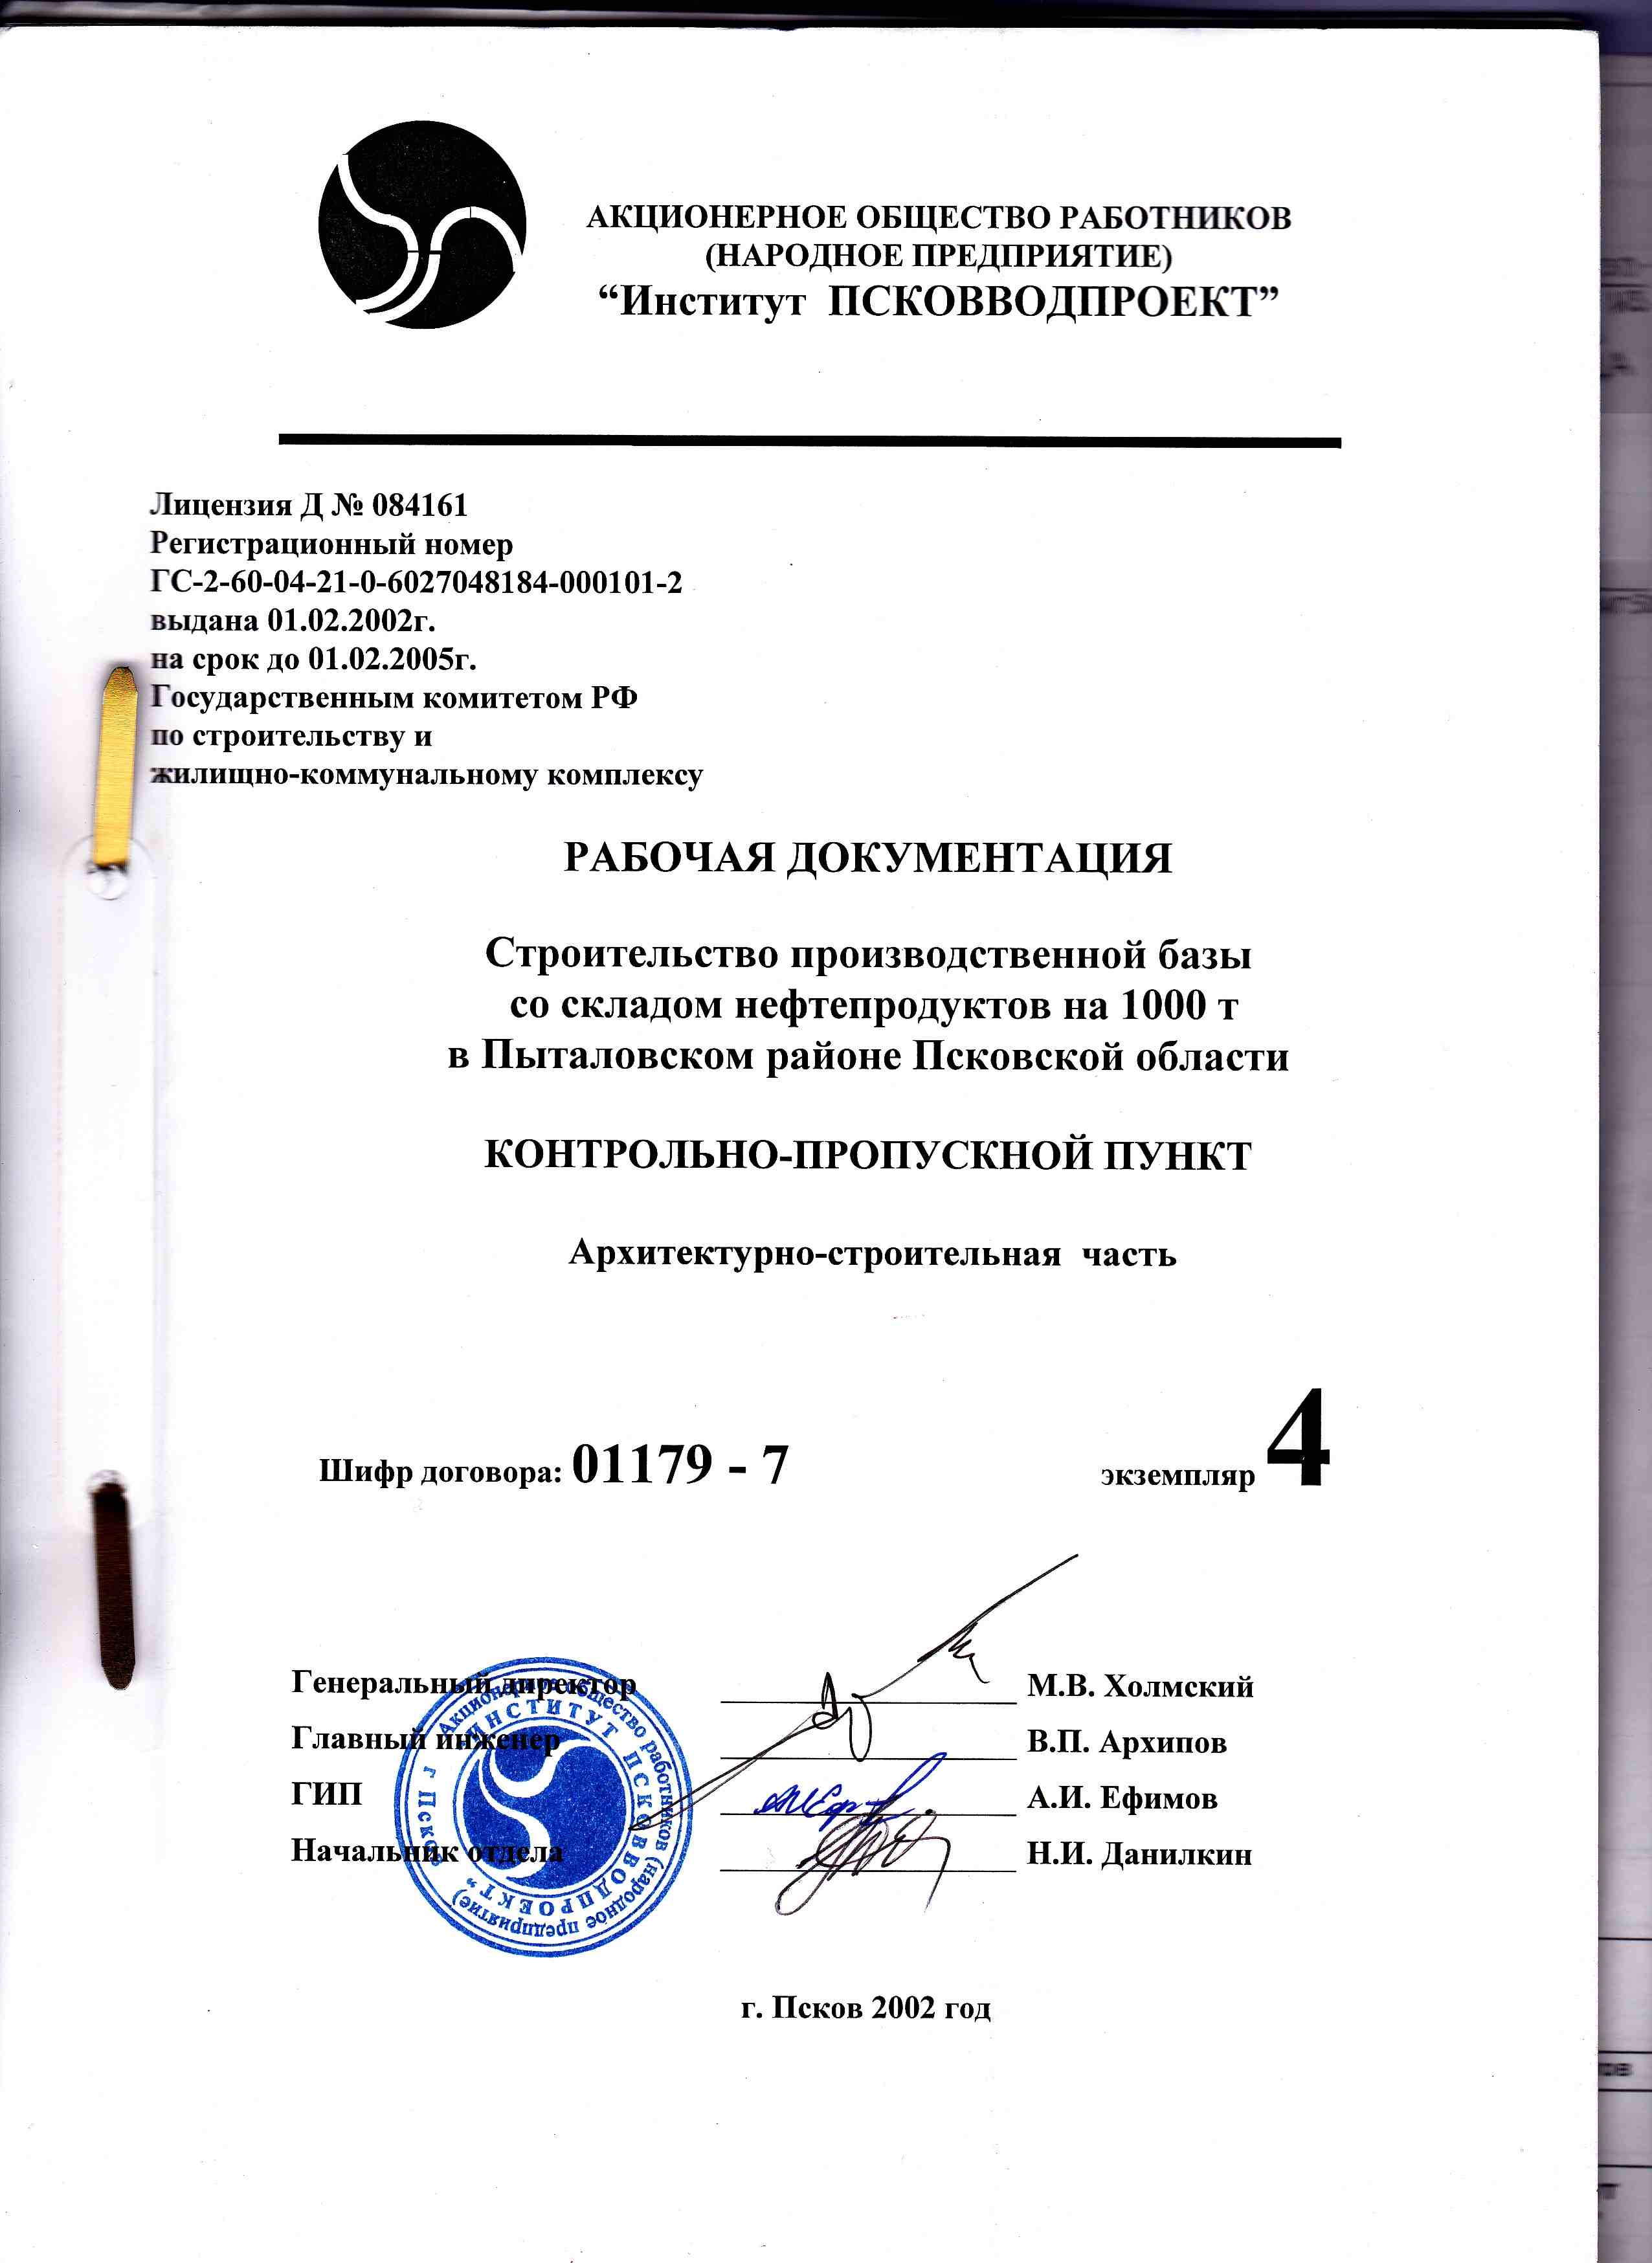 АКЦИОНЕРНОЕ ОБЩЕСТВО РАБОТНИКОВ
(НАРОДНОЕ ПРЕДПРИЯТИЕ)
“Институт ПСКОВВОДПРОЕКТ”
Лицензия Д № 084161
Регистрационный номер
ГС-2-60-04-21-0-6027048184-000101-2
выдана 01.02.2002г.
на срок до 01.02.2005г.
Государственным комитетом РФ
по строительству и
жилищно-коммунальному комплексу
РАБОЧАЯ ДОКУМЕНТАЦИЯ
Строительство производственной базы
со складом нефтепродуктов на 1000 т
в Пыталовском районе Псковской области
КОНТРОЛЬНО-ПРОПУСКНОЙ ПУНКТ
Архитектурно-строительная часть
Шифр договора: 01179 - 7 экземпляр 4
Генеральный директор М.В. Холмский
Главный инженер В.П. Архипов
ГИП А.И. Ефимов
Начальник отдела Н.И. Данилкин
Акционерное общество работников (народное предприятие)
г Псков
"ИНСТИТУТ ПСКОВВОДПРОЕКТ"
г. Псков 2002 год